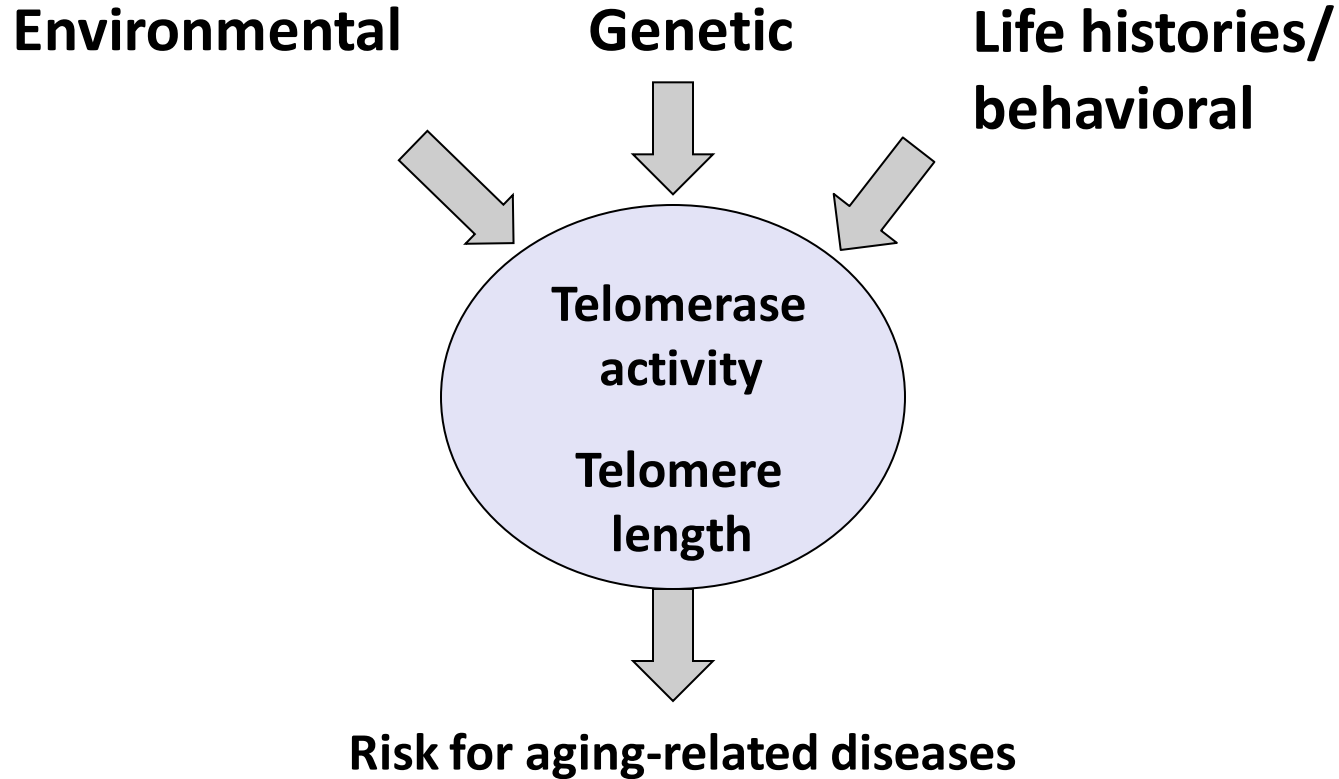 Environmental
Genetic
Life histories/
behavioral
Telomerase
activity
Telomere
length
Risk for aging-related diseases